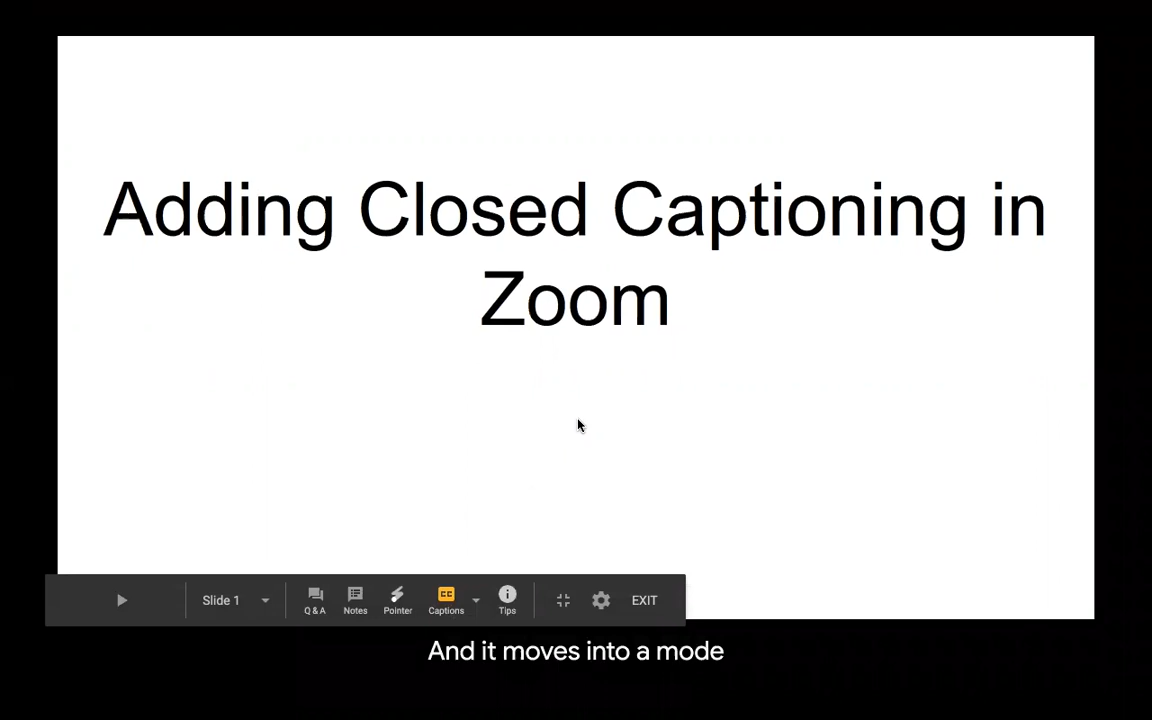 Adding Closed Captioning in
Zoom
Slide 1
Q & A
Notes
Pointer
CC
Captions
Tips
EXIT
And it moves into a mode